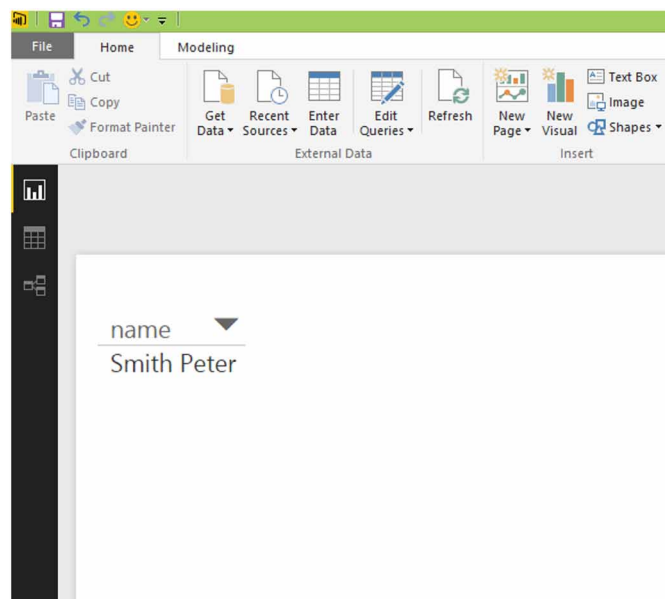 File Home Modeling
Cut
Copy
Format Painter
Paste
Clipboard
Get Data
Recent Sources
Enter Data
Edit Queries
Refresh
External Data
New Page
New Visual
Text Box
Image
Shapes
Insert
name
Smith Peter